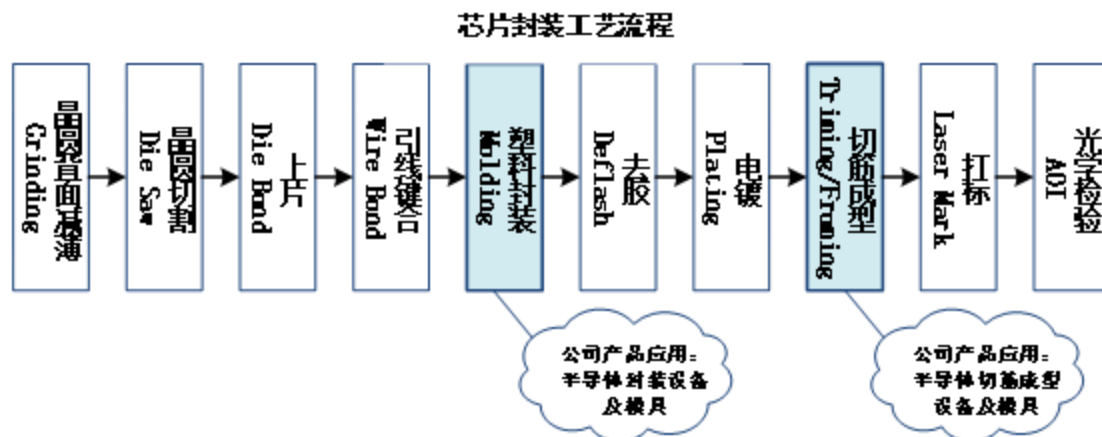 芯片封装工艺流程
晶圆背面减薄
Grinding
晶圆切割
Die Saw
上片
Die Bond
引线键合
Wire Bond
塑料封装
Molding
去胶
Deflash
电镀
Plating
切筋成型
Triming/Fruming
打标
Laser Mark
光学检验
AOI
公司产品应用:
半导体封装设备
及模具
公司产品应用:
半导体切筋成型
设备及模具